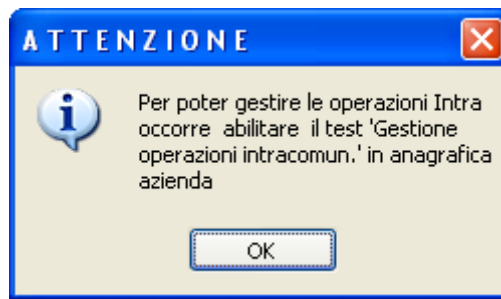 ATTENZIONE
Per poter gestire le operazioni Intra
occorre abilitare il test 'Gestione
operazioni intracomun.' in anagrafica
azienda
OK